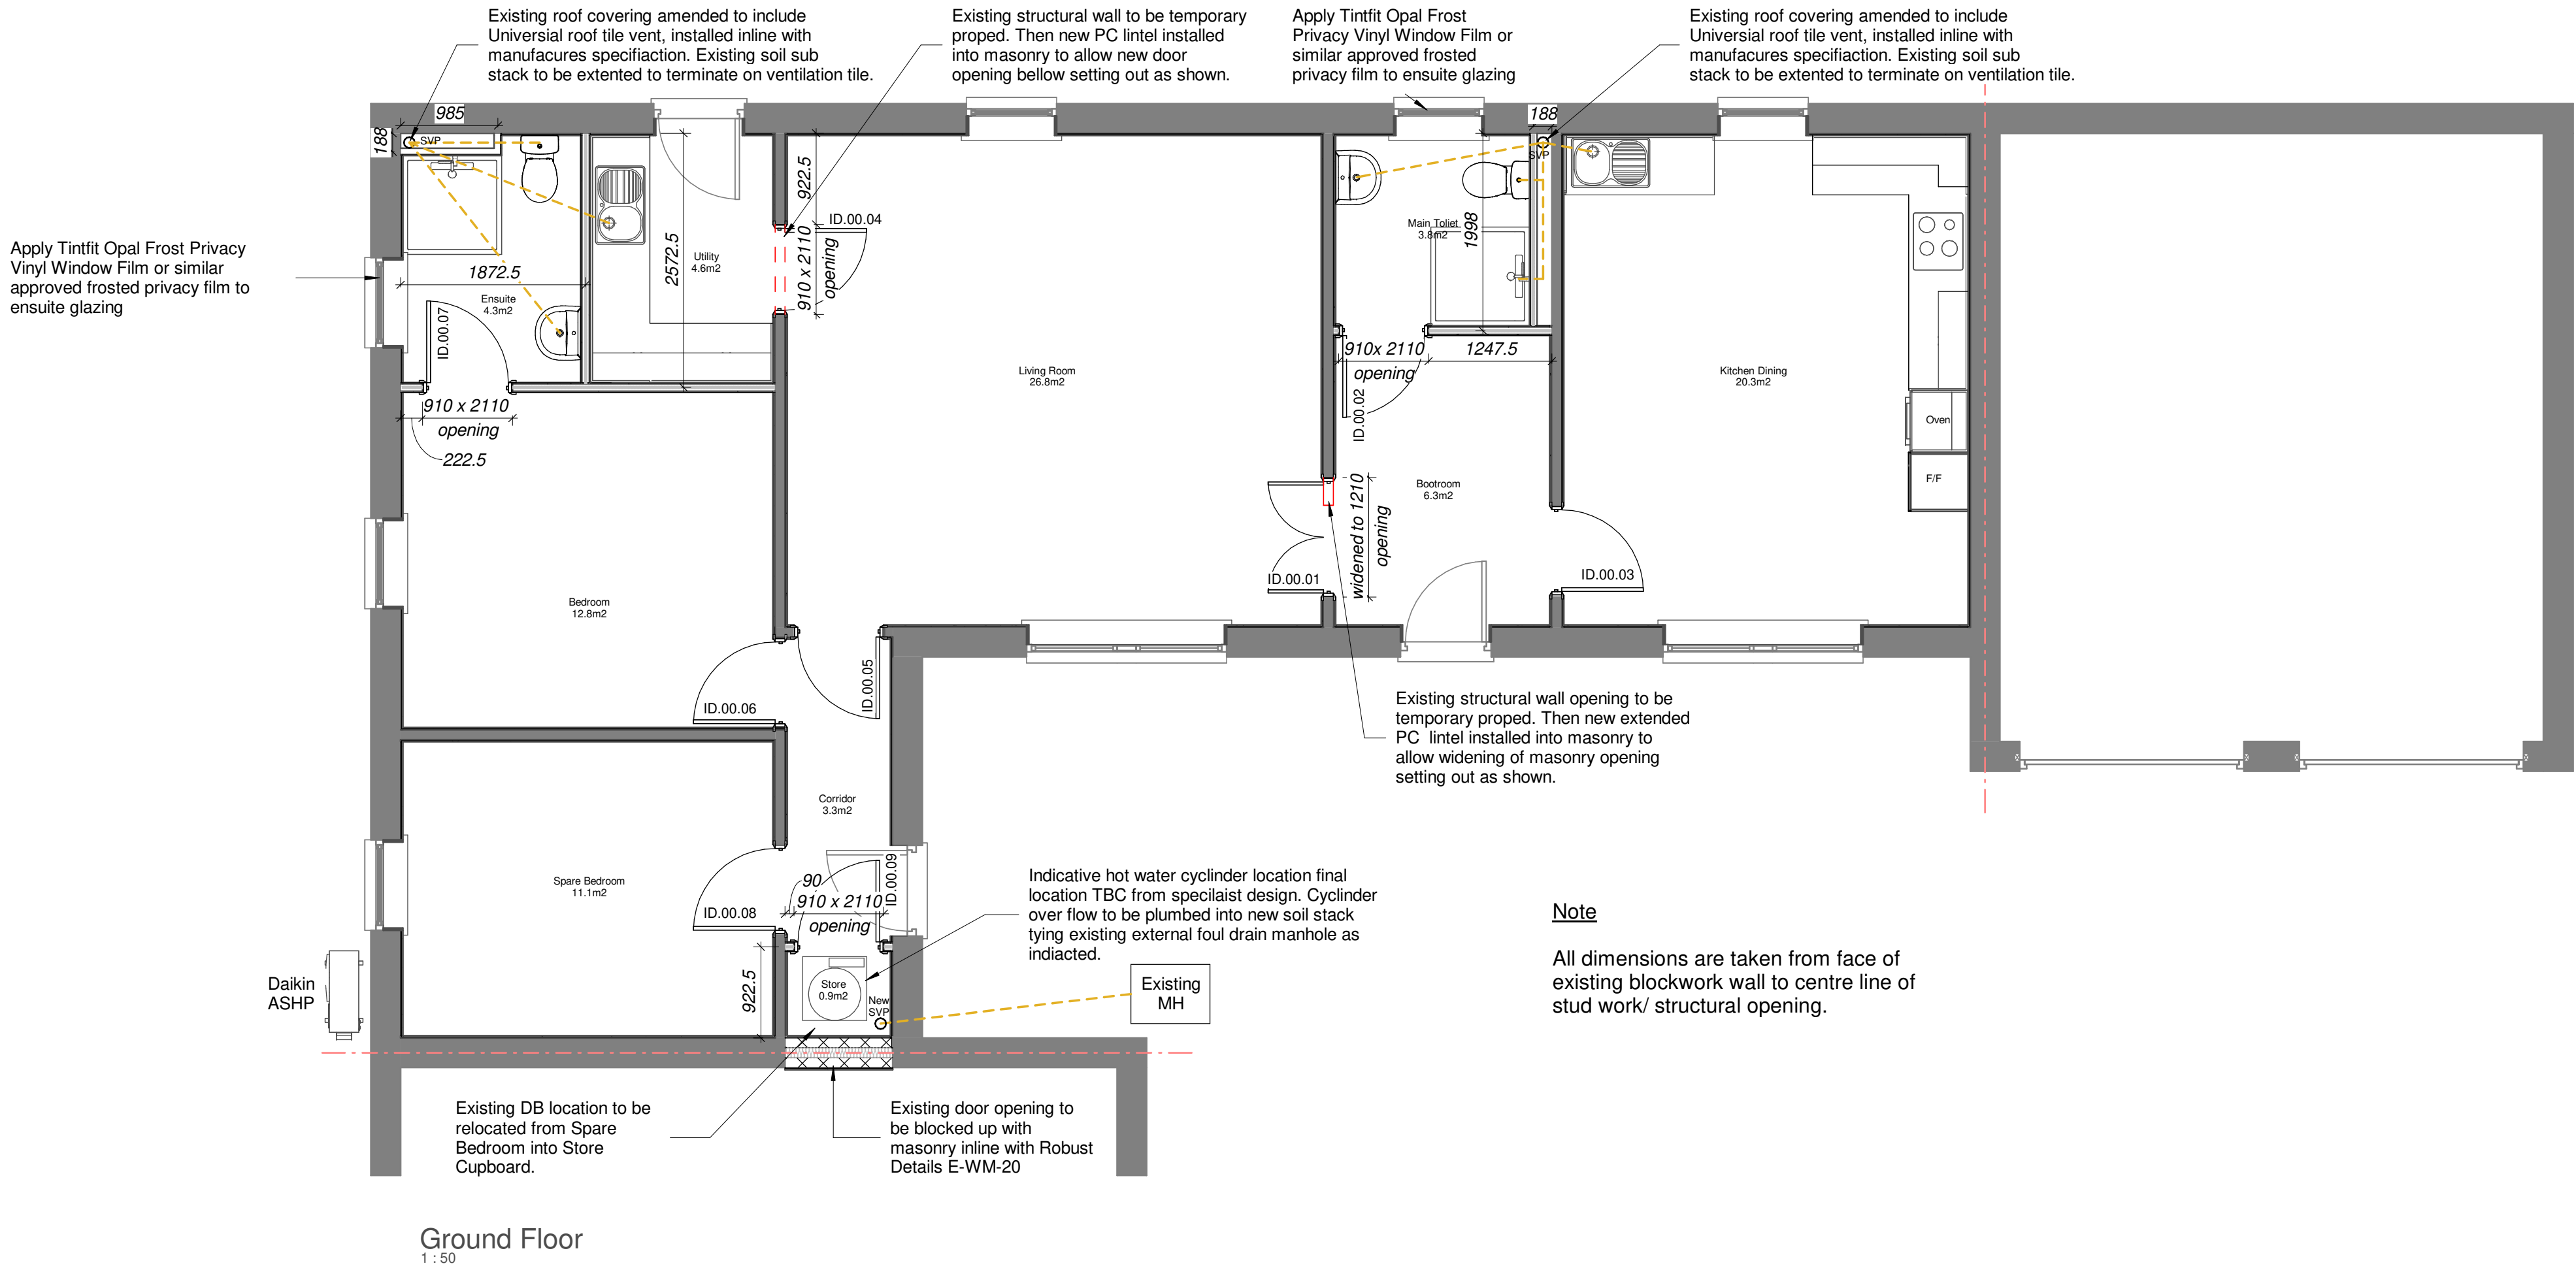 Existing roof covering amended to include
Universial roof tile vent, installed inline with
manufacures specifiaction. Existing soil sub
stack to be extented to terminate on ventilation tile.
Existing structural wall to be temporary
proped. Then new PC lintel installed
into masonry to allow new door
opening bellow setting out as shown.
Apply Tintfit Opal Frost
Privacy Vinyl Window Film or
similar approved frosted
privacy film to ensuite glazing
Existing roof covering amended to include
Universial roof tile vent, installed inline with
manufacures specifiaction. Existing soil sub
stack to be extented to terminate on ventilation tile.
985
188
SVP
188
SVP
922.5
ID.00.04
910 x 2110
opening
Utility
4.6m2
2572.5
Main Toliet
3.8m2
1998
Apply Tintfit Opal Frost Privacy
Vinyl Window Film or similar
approved frosted privacy film to
ensuite glazing
1872.5
Ensuite
4.3m2
ID.00.07
910 x 2110
opening
222.5
Living Room
26.8m2
910x 2110
opening
1247.5
ID.00.02
Kitchen Dining
20.3m2
Oven
F/F
Bootroom
6.3m2
widened to 1210
opening
ID.00.01
ID.00.03
Bedroom
12.8m2
ID.00.06
ID.00.05
Existing structural wall opening to be
temporary proped. Then new extended
PC lintel installed into masonry to
allow widening of masonry opening
setting out as shown.
Corridor
3.3m2
Spare Bedroom
11.1m2
ID.00.08
90
910 x 2110
opening
ID.00.09
Indicative hot water cyclinder location final
location TBC from specilaist design. Cyclinder
over flow to be plumbed into new soil stack
tying existing external foul drain manhole as
indiacted.
Note
All dimensions are taken from face of
existing blockwork wall to centre line of
stud work/ structural opening.
Daikin
ASHP
922.5
Store
0.9m2
New
SVP
Existing
MH
Existing DB location to be
relocated from Spare
Bedroom into Store
Cupboard.
Existing door opening to
be blocked up with
masonry inline with Robust
Details E-WM-20
Ground Floor
1 : 50